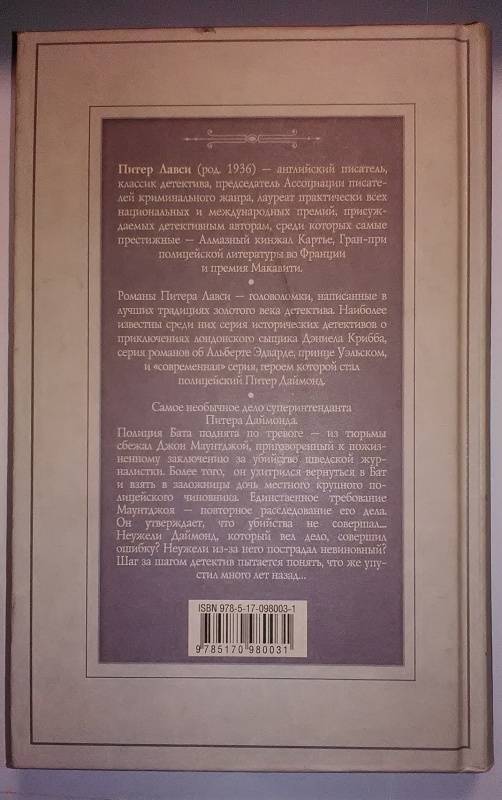 Питер Лавси (род. 1936) — английский писатель,
классик детектива, председатель Ассоциации писате-
лей криминального жанра, лауреат практически всех
национальных и международных премий, присуж-
даемых детективным авторам, среди которых самые
престижные — Алмазный кинжал Картье, Гран-при
полицейской литературы во Франции
и премия Макавити.
•
Романы Питера Лавси — головоломки, написанные в
лучших традициях золотого века детектива. Наиболее
известны среди них серия исторических детективов о
приключениях лондонского сыщика Дэниела Крибба,
серия романов об Альберте Эдварде, принце Уэльском,
и «современная» серия, героем которой стал
полицейский Питер Даймонд.
•
Самое необычное дело суперинтенданта
Питера Даймонда.
Полиция Бата поднята по тревоге — из тюрьмы
сбежал Джон Маунтджой, приговоренный к пожиз-
ненному заключению за убийство шведской жур-
налистки. Более того, он ухитрился вернуться в Бат
и взять в заложницы дочь местного крупного по-
лицейского чиновника. Единственное требование
Маунтджоя — повторное расследование его дела.
Он утверждает, что убийства не совершал...
Неужели Даймонд, который вел дело, совершил
ошибку? Неужели из-за него пострадал невиновный?
Шаг за шагом детектив пытается понять, что же упу-
стил много лет назад...
ISBN 978-5-17-098003-1
9785170980031